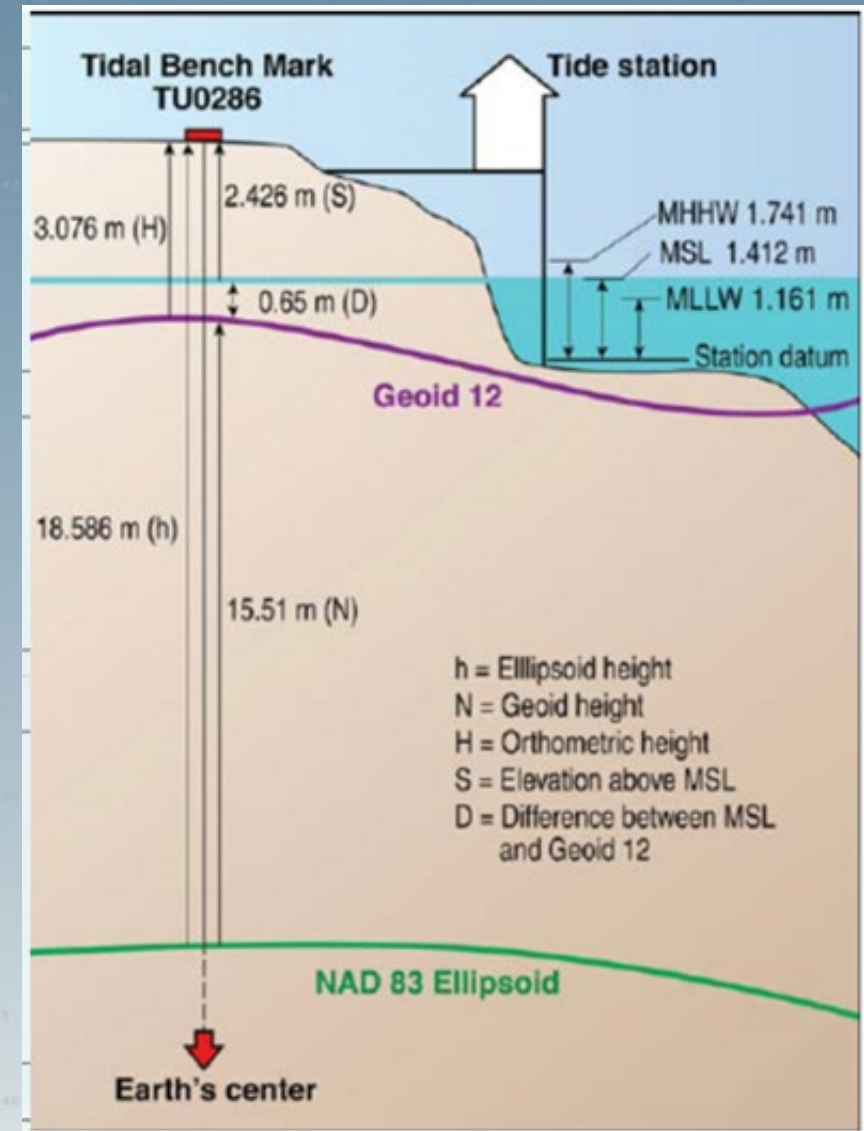 Tidal Bench Mark
TU0286
Tide station
2.426 m (S)
3.076 m (H)
MHHW 1.741 m
MSL 1.412 m
0.65 m (D)
MLLW 1.161 m
Station datum
Geoid 12
18.586 m (h)
15.51 m (N)
h = Elllipsoid height
N = Geoid height
H = Orthometric height
S = Elevation above MSL
D = Difference between MSL
and Geoid 12
NAD 83 Ellipsoid
Earth's center